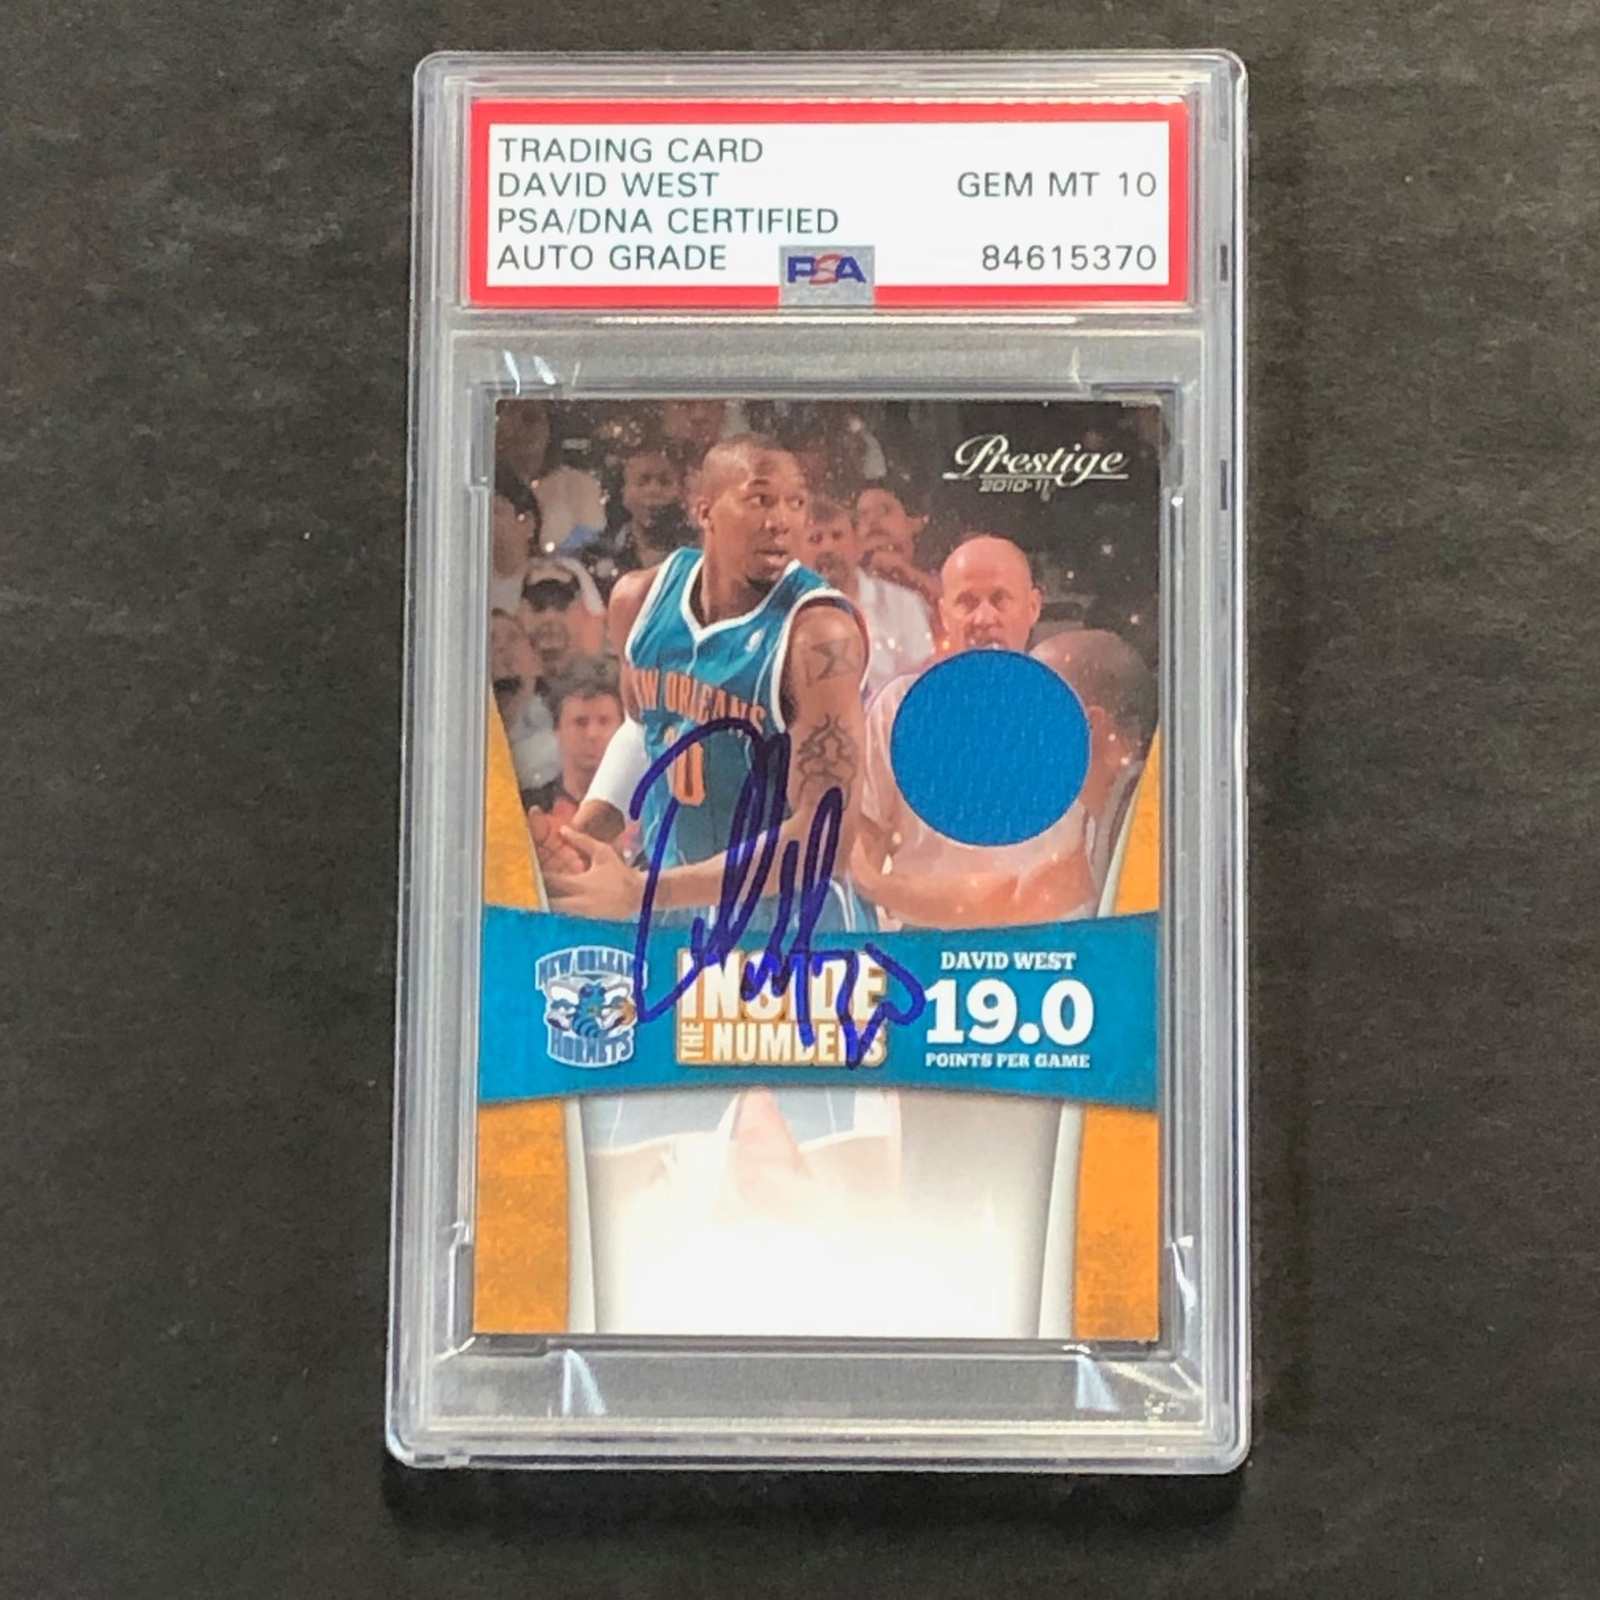 TRADING CARD
DAVID WEST GEM MT 10
PSA/DNA CERTIFIED
AUTO GRADE PSA 84615370
Prestige
2010-11
NEW ORLEANS
30
NEW ORLEANS
HORNETS
INSIDE
THE NUMBERS
DAVID WEST
19.0
POINTS PER GAME